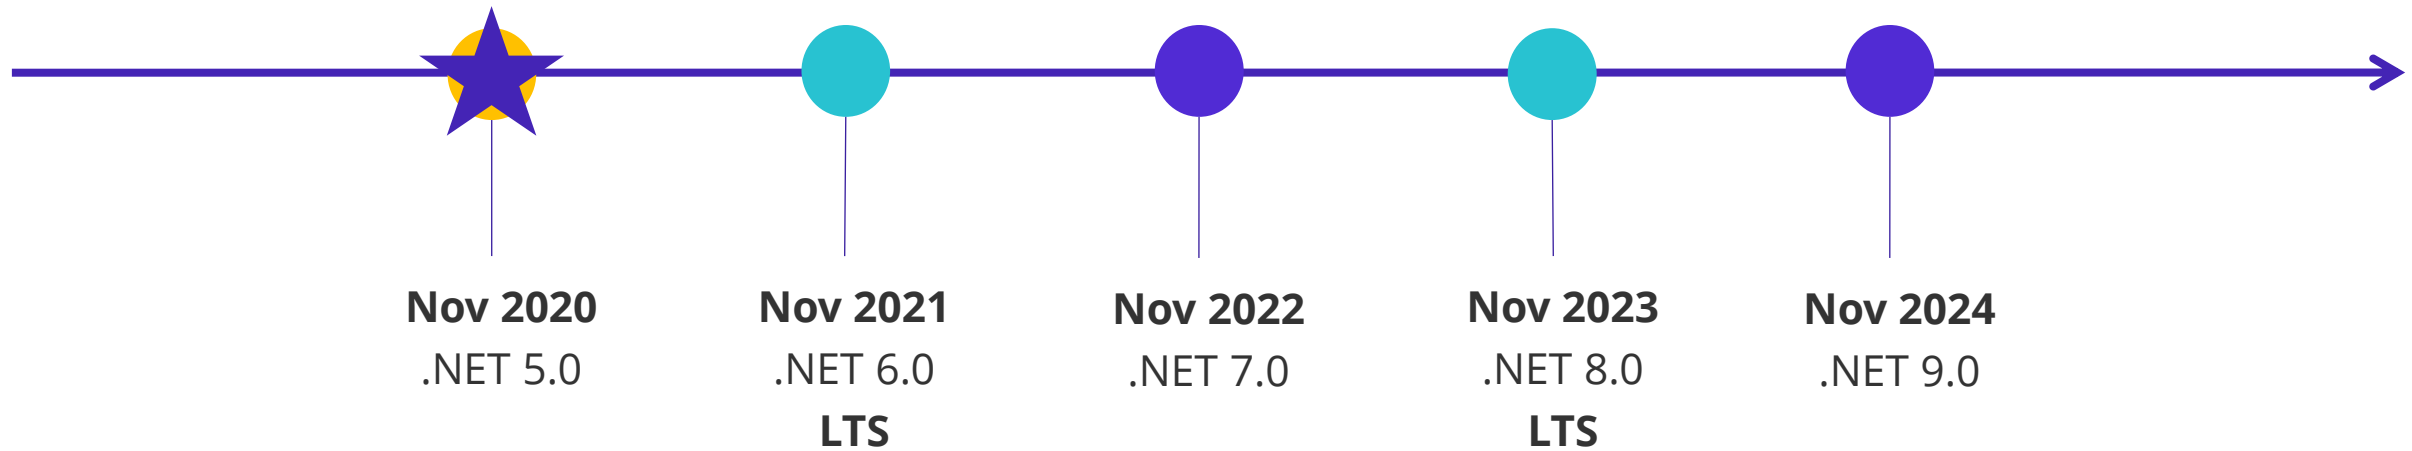 Nov 2020
.NET 5.0
Nov 2021
.NET 6.0
LTS
Nov 2022
.NET 7.0
Nov 2023
.NET 8.0
LTS
Nov 2024
.NET 9.0